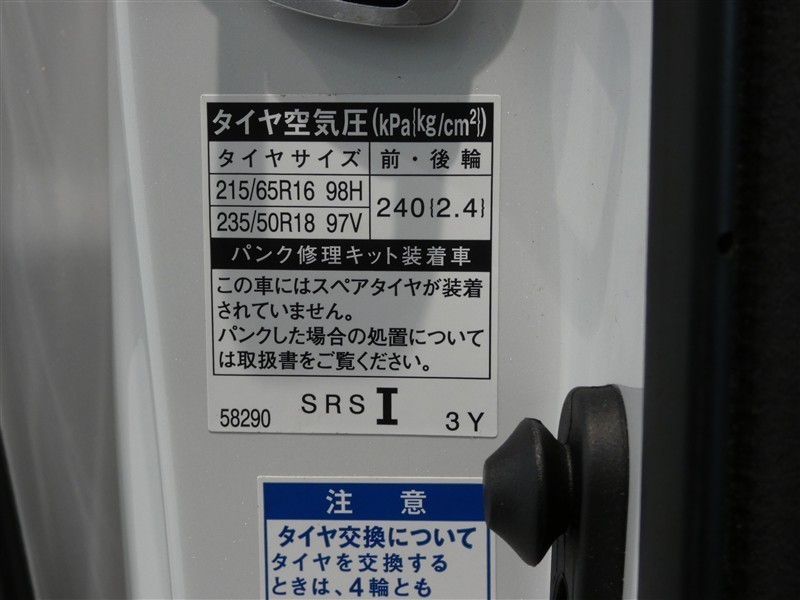 タイヤ空気圧(kPa{kg/cm²})
タイヤサイズ 前・後輪
215/65R16 98H
240{2.4}
235/50R18 97V
パンク修理キット装着車
この車にはスペアタイヤが装着
されていません。
パンクした場合の処置について
は取扱書をご覧ください。
58290 SRS I 3Y
注 意
タイヤ交換について
タイヤを交換する
ときは、4輪とも